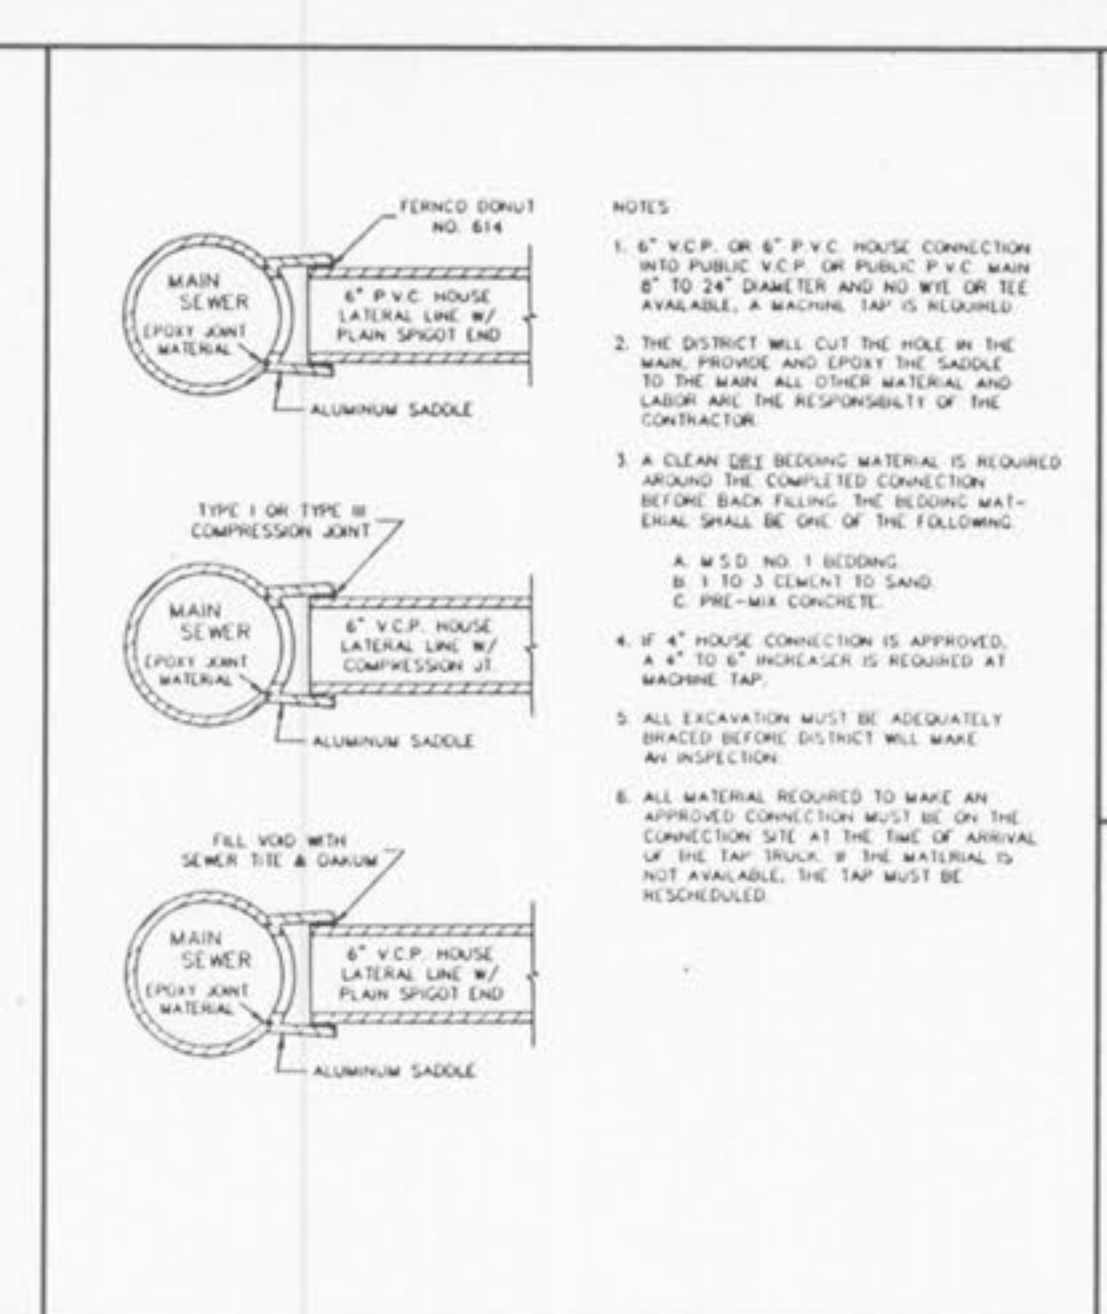 FERNCO DONUT
NO. 614
MAIN
SEWER
EPOXY JOINT
MATERIAL
6" P.V.C. HOUSE
LATERAL LINE W/
PLAIN SPIGOT END
ALUMINUM SADDLE
TYPE I OR TYPE III
COMPRESSION JOINT
MAIN
SEWER
EPOXY JOINT
MATERIAL
6" V.C.P. HOUSE
LATERAL LINE W/
COMPRESSION JT.
ALUMINUM SADDLE
FILL VOID WITH
SEWER TITE & OAKUM
MAIN
SEWER
EPOXY JOINT
MATERIAL
6" V.C.P. HOUSE
LATERAL LINE W/
PLAIN SPIGOT END
ALUMINUM SADDLE
NOTES
1. 6" V.C.P. OR 6" P.V.C. HOUSE CONNECTION
INTO PUBLIC V.C.P. OR PUBLIC P.V.C. MAIN
8" TO 24" DIAMETER AND NO WYE OR TEE
AVAILABLE, A MACHINE TAP IS REQUIRED.
2. THE DISTRICT WILL CUT THE HOLE IN THE
MAIN, PROVIDE AND EPOXY THE SADDLE
TO THE MAIN. ALL OTHER MATERIAL AND
LABOR ARE THE RESPONSIBILTY OF THE
CONTRACTOR.
3. A CLEAN DRY BEDDING MATERIAL IS REQUIRED
AROUND THE COMPLETED CONNECTION
BEFORE BACK FILLING. THE BEDDING MAT-
ERIAL SHALL BE ONE OF THE FOLLOWING.
A. M.S.D. NO. 1 BEDDING.
B. 1 TO 3 CEMENT TO SAND.
C. PRE-MIX CONCRETE.
4. IF 4" HOUSE CONNECTION IS APPROVED,
A 4" TO 6" INCREASER IS REQUIRED AT
MACHINE TAP.
5. ALL EXCAVATION MUST BE ADEQUATELY
BRACED BEFORE DISTRICT WILL MAKE
AN INSPECTION.
6. ALL MATERIAL REQUIRED TO MAKE AN
APPROVED CONNECTION MUST BE ON THE
CONNECTION SITE AT THE TIME OF ARRIVAL
OF THE TAP TRUCK. IF THE MATERIAL IS
NOT AVAILABLE, THE TAP MUST BE
RESCHEDULED.